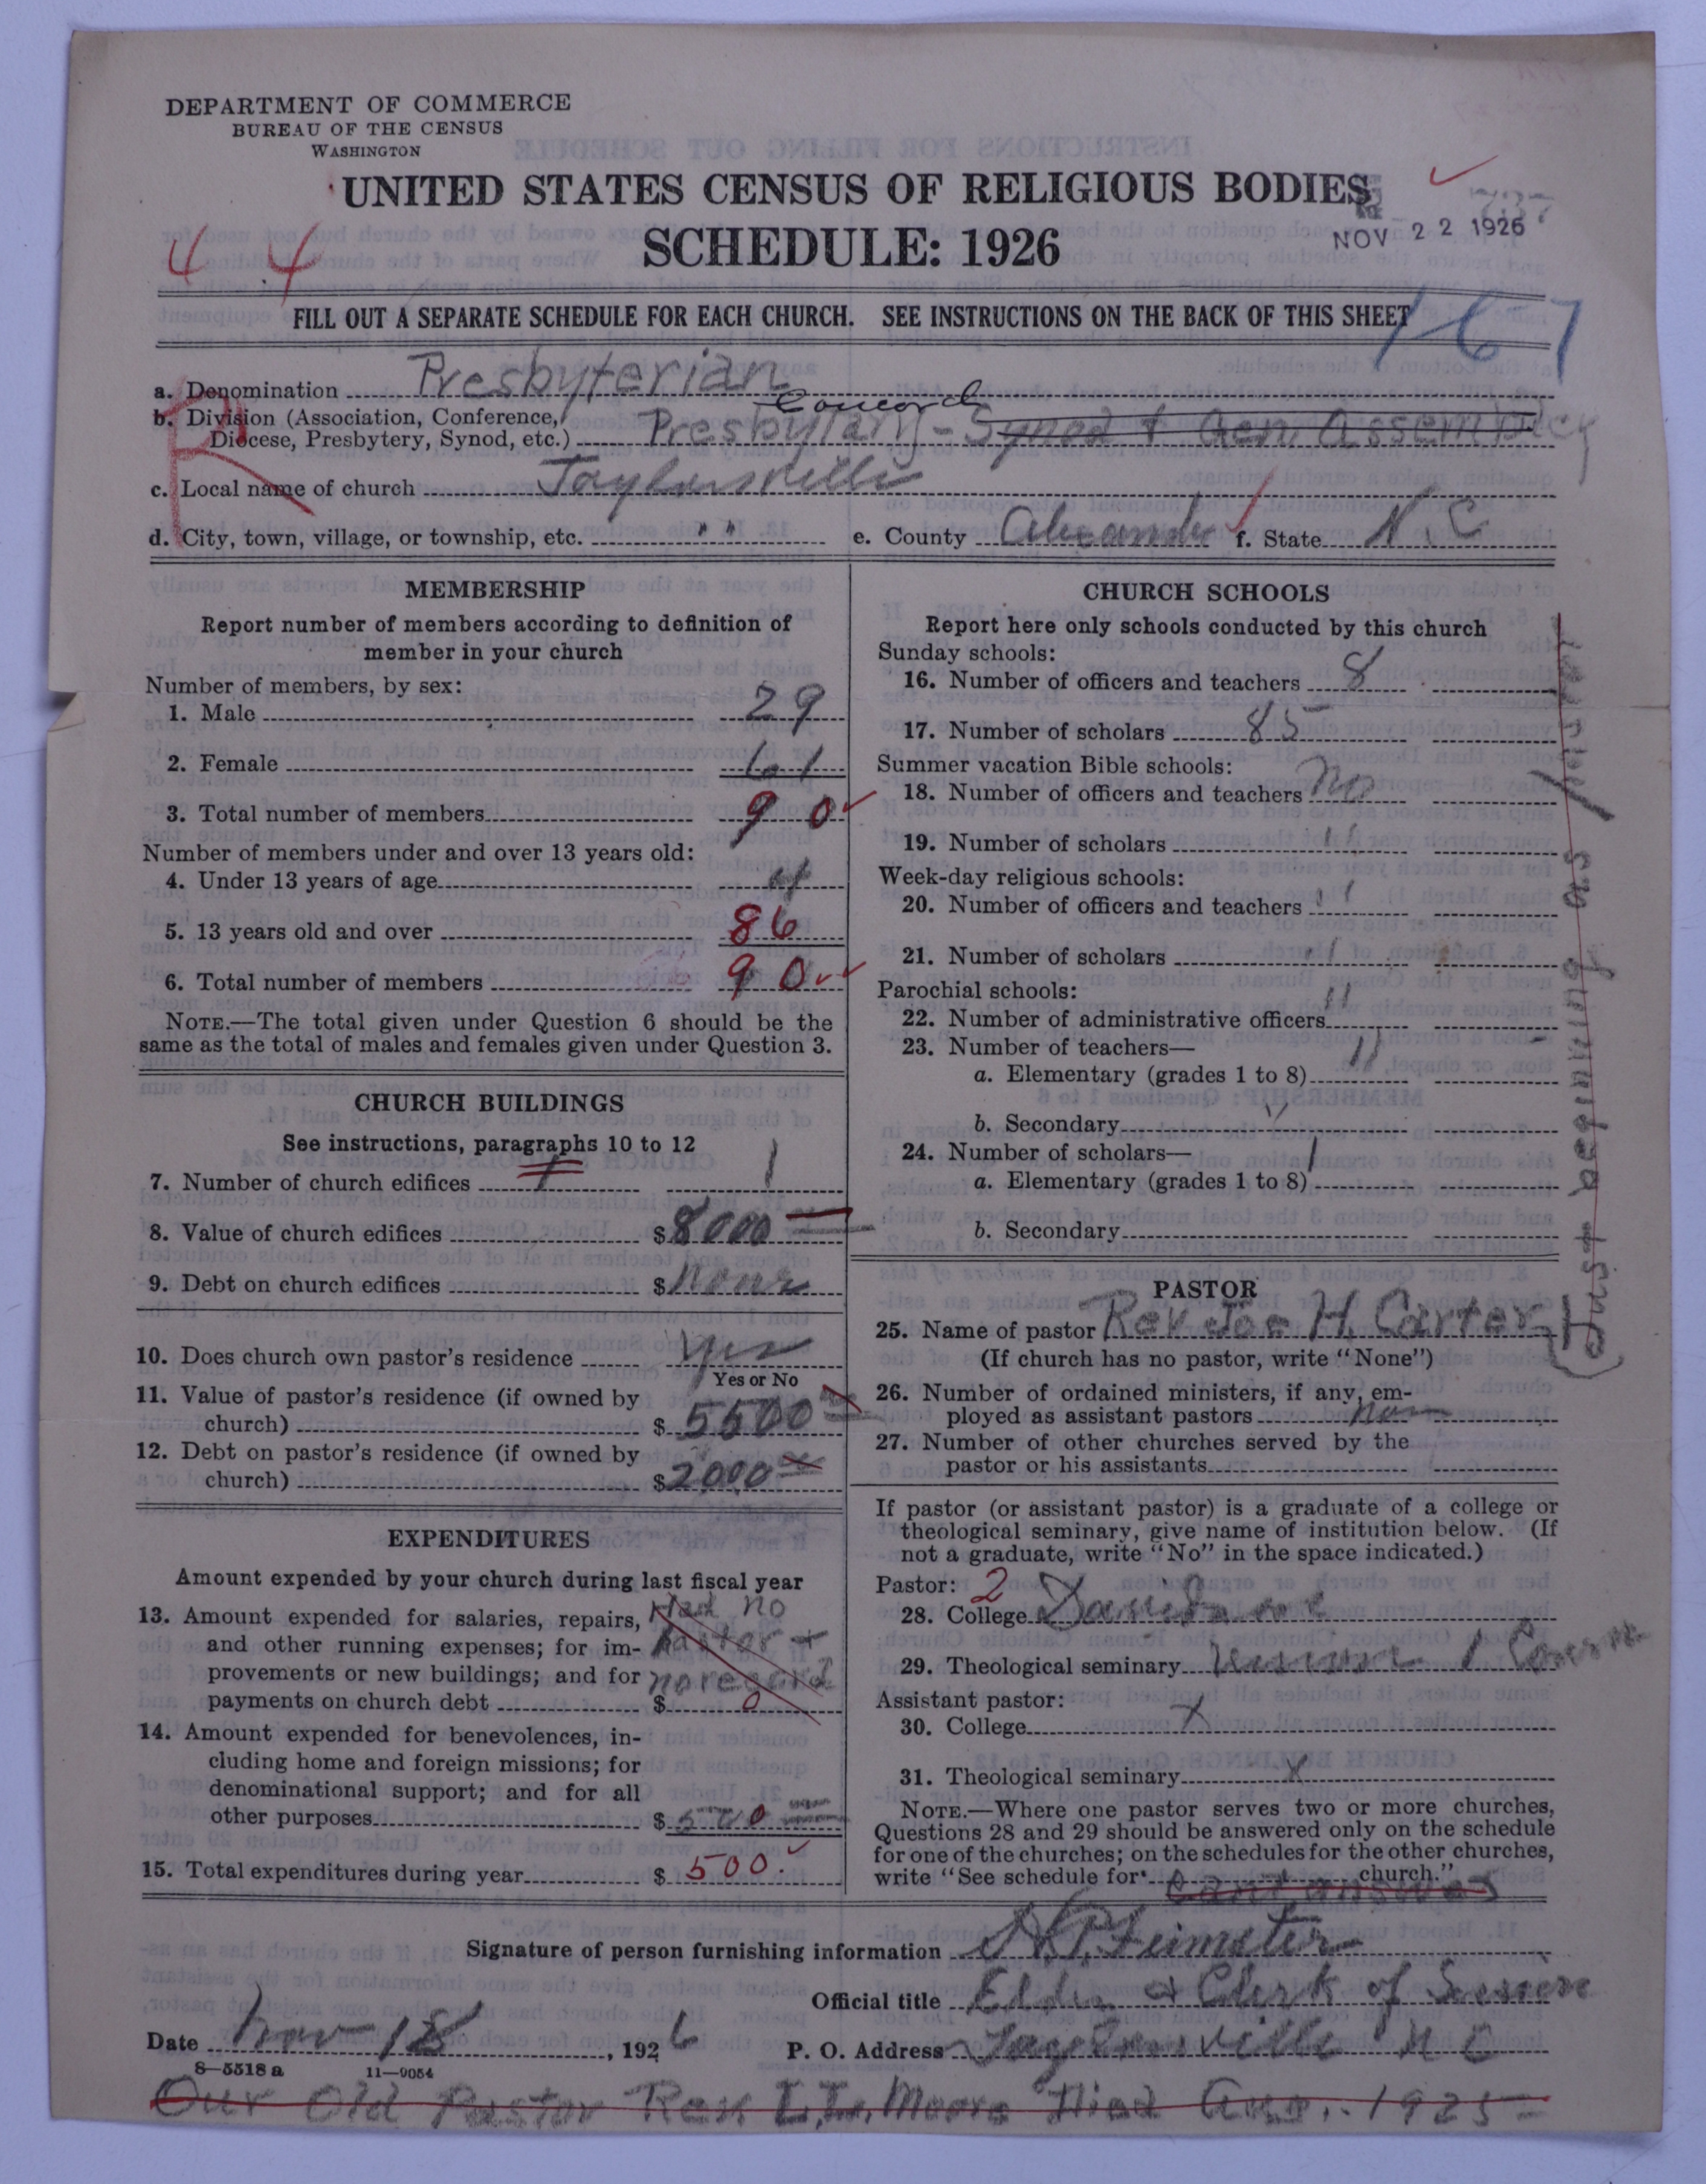 DEPARTMENT OF COMMERCE
BUREAU OF THE CENSUS
WASHINGTON
UNITED STATES CENSUS OF RELIGIOUS BODIES
SCHEDULE: 1926
NOV 22 1926
4 4
FILL OUT A SEPARATE SCHEDULE FOR EACH CHURCH. SEE INSTRUCTIONS ON THE BACK OF THIS SHEET
167
a. Denomination Presbyterian
Concord
b. Division (Association, Conference,
Diocese, Presbytery, Synod, etc.) Presbytary - Synod + Gen. Assembley
R
c. Local name of church Taylorsville
d. City, town, village, or township, etc. " " e. County Alexander f. State N.C
MEMBERSHIP
Report number of members according to definition of
member in your church
Number of members, by sex:
1. Male 29
2. Female 61
3. Total number of members 90
Number of members under and over 13 years old:
4. Under 13 years of age 4
5. 13 years old and over 86
6. Total number of members 90
NOTE.—The total given under Question 6 should be the
same as the total of males and females given under Question 3.
CHURCH BUILDINGS
See instructions, paragraphs 10 to 12
7. Number of church edifices 1 1
8. Value of church edifices $8000
9. Debt on church edifices $None
10. Does church own pastor's residence Yes
Yes or No
11. Value of pastor's residence (if owned by
church) $5500
12. Debt on pastor's residence (if owned by
church) $2000
EXPENDITURES
Amount expended by your church during last fiscal year
13. Amount expended for salaries, repairs, Had no
and other running expenses; for im- Pastor +
provements or new buildings; and for no record
payments on church debt $ 0
14. Amount expended for benevolences, in-
cluding home and foreign missions; for
denominational support; and for all
other purposes $ 500
15. Total expenditures during year $ 500.
CHURCH SCHOOLS
Report here only schools conducted by this church
Sunday schools:
16. Number of officers and teachers 8
17. Number of scholars 85
Summer vacation Bible schools:
18. Number of officers and teachers No
19. Number of scholars "
Week-day religious schools:
20. Number of officers and teachers "
21. Number of scholars "
Parochial schools:
22. Number of administrative officers "
23. Number of teachers— "
a. Elementary (grades 1 to 8)
b. Secondary "
24. Number of scholars—
a. Elementary (grades 1 to 8)
b. Secondary
PASTOR
25. Name of pastor Rev Joe H. Carter
(Just beginning as
(If church has no pastor, write "None")
26. Number of ordained ministers, if any, em-
ployed as assistant pastors None
27. Number of other churches served by the
pastor or his assistants
If pastor (or assistant pastor) is a graduate of a college or
theological seminary, give name of institution below. (If
not a graduate, write "No" in the space indicated.)
Pastor: 2
28. College
29. Theological seminary
Assistant pastor:
30. College x
31. Theological seminary x
NOTE.—Where one pastor serves two or more churches,
Questions 28 and 29 should be answered only on the schedule
for one of the churches; on the schedules for the other churches,
write "See schedule for church."
Cant answer
Signature of person furnishing information Feimster
Official title Elder & Clerk of Session
Date Nov 18, 1926 P. O. Address Taylorsville N C
8—5518 a 11—9054
Our Old Pastor Rev L.L. Moore Died Aug. 1925